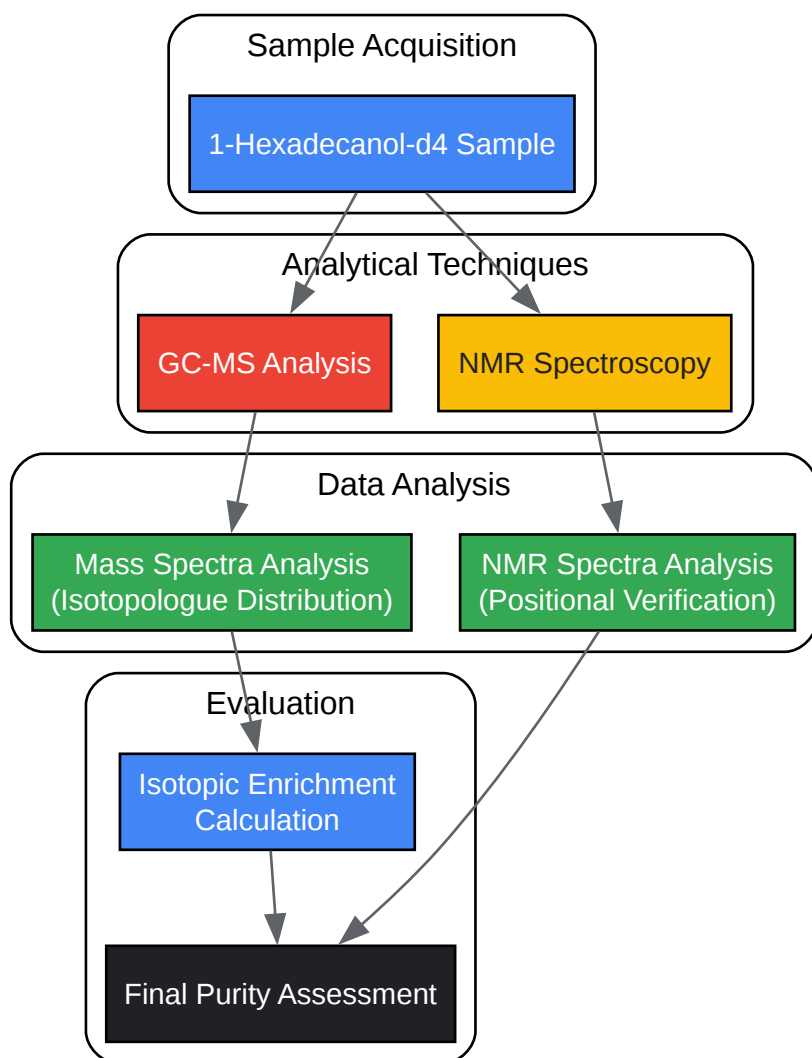 Sample Acquisition
1-Hexadecanol-d4 Sample
Analytical Techniques
GC-MS Analysis
NMR Spectroscopy
Data Analysis
Mass Spectra Analysis
(Isotopologue Distribution)
NMR Spectra Analysis
(Positional Verification)
Evaluation
Isotopic Enrichment
Calculation
Final Purity Assessment